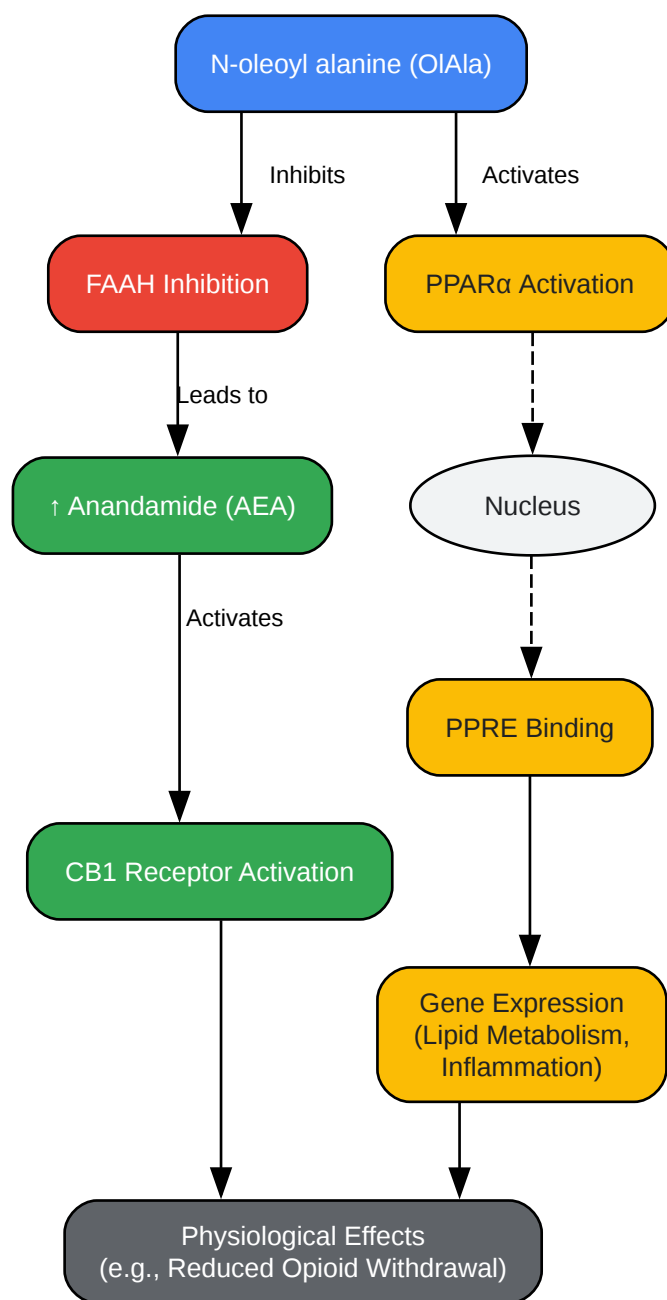 N-oleoyl alanine (OlAla)
Inhibits
Activates
FAAH Inhibition
PPARα Activation
Leads to
↑ Anandamide (AEA)
Nucleus
Activates
PPRE Binding
CB1 Receptor Activation
Gene Expression
(Lipid Metabolism,
Inflammation)
Physiological Effects
(e.g., Reduced Opioid Withdrawal)